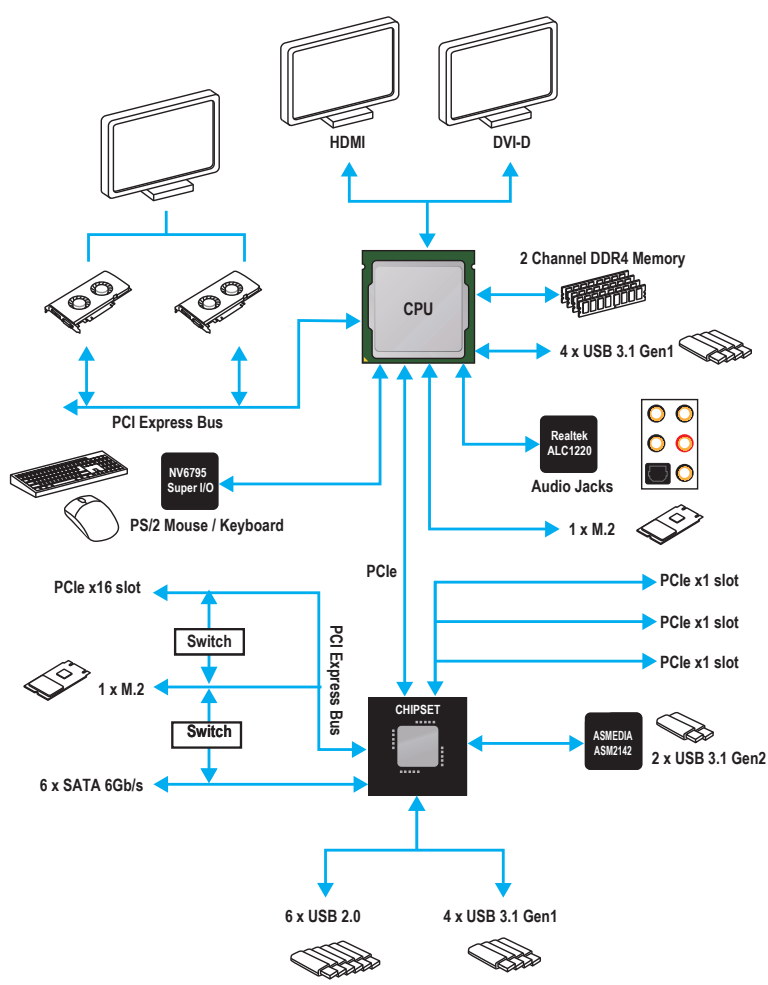 HDMI
DVI-D
2 Channel DDR4 Memory
CPU
4 x USB 3.1 Gen1
PCI Express Bus
Realtek
ALC1220
Audio Jacks
NV6795
Super I/O
PS/2 Mouse / Keyboard
1 x M.2
PCIe
PCIe x16 slot
PCIe x1 slot
Switch
PCI Express Bus
PCIe x1 slot
PCIe x1 slot
1 x M.2
CHIPSET
Switch
ASMEDIA
ASM2142
2 x USB 3.1 Gen2
6 x SATA 6Gb/s
6 x USB 2.0
4 x USB 3.1 Gen1